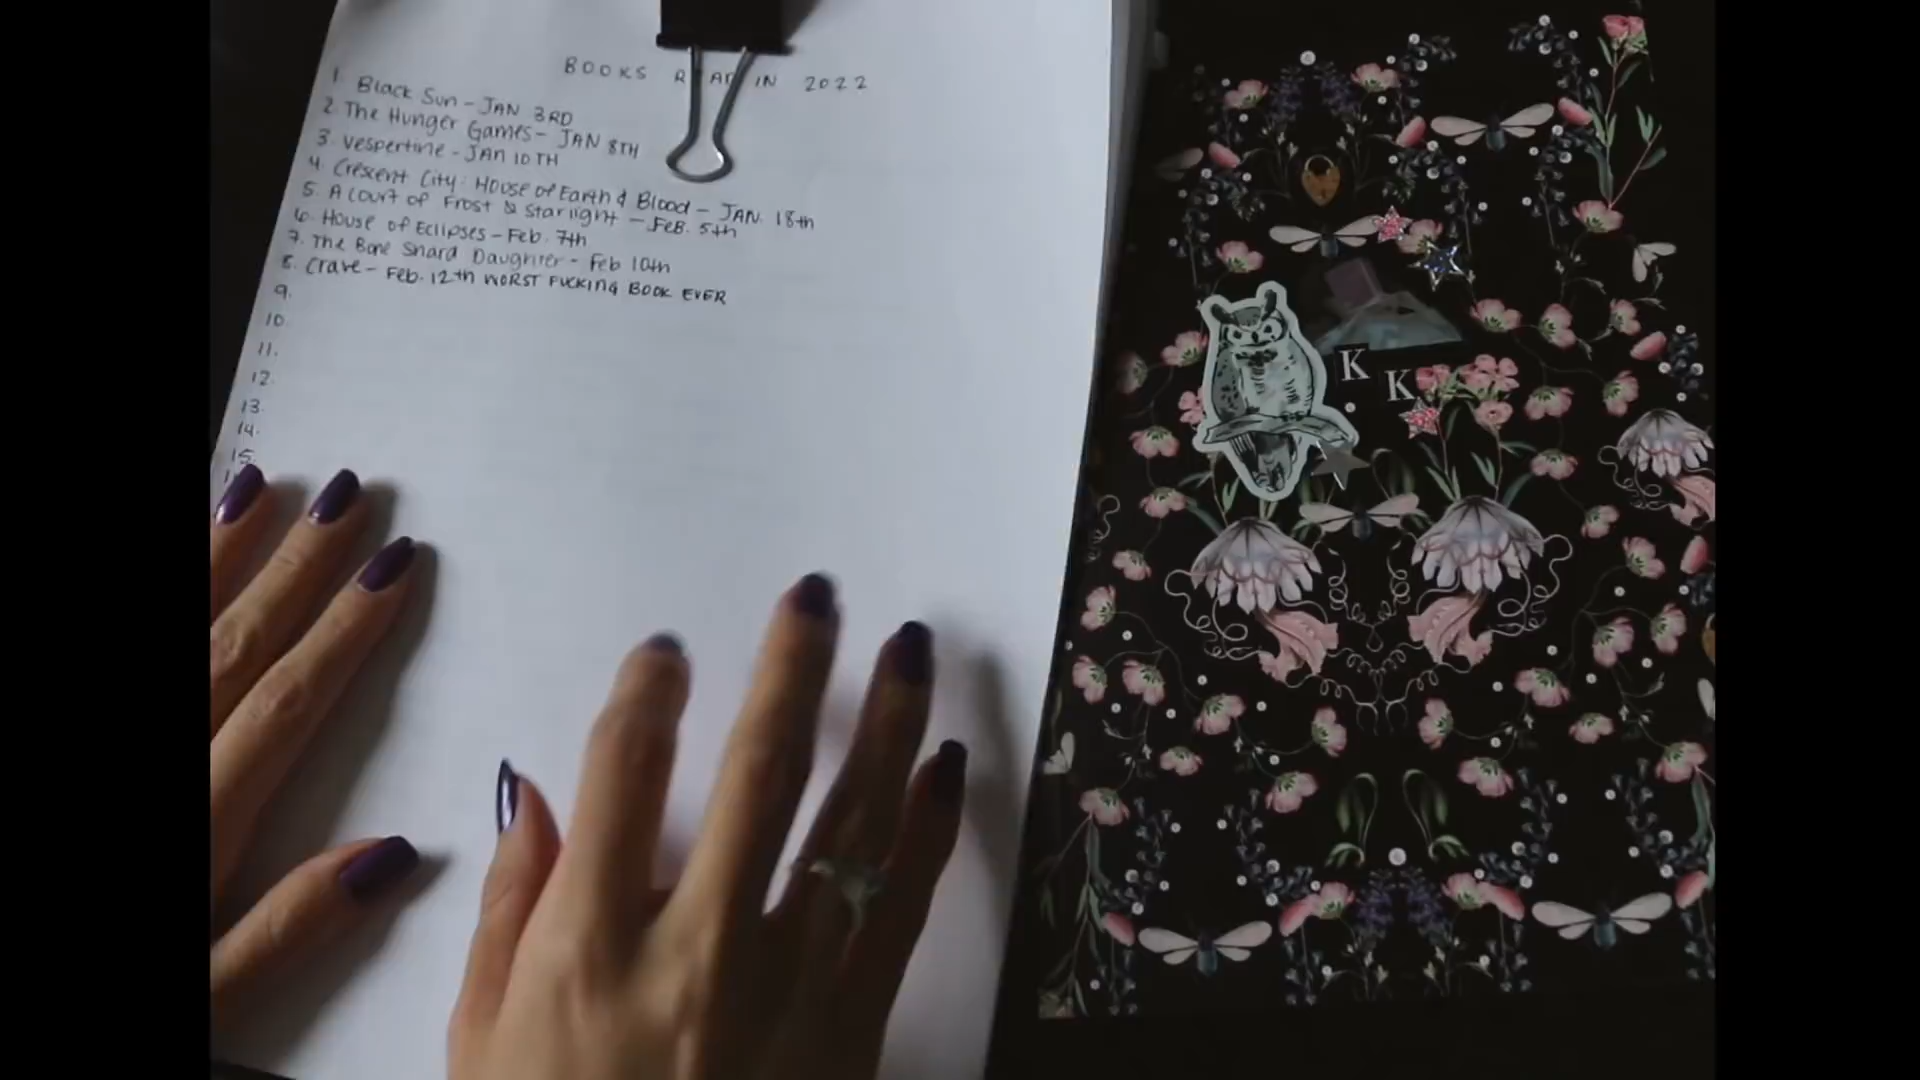 BOOKS READ IN 2022
1. Black Sun - JAN 3RD
2. The Hunger Games - JAN 8TH
3. Vespertine - JAN 10TH
4. Crescent City: House of Earth & Blood - JAN. 18th
5. A Court of Frost & Starlight - FEB. 5th
6. House of Eclipses - Feb. 7th
7. The Bone Shard Daughter - Feb 10th
8. Crave - Feb. 12th WORST FUCKING BOOK EVER
9.
10.
11.
12.
13.
14.
15.
K K